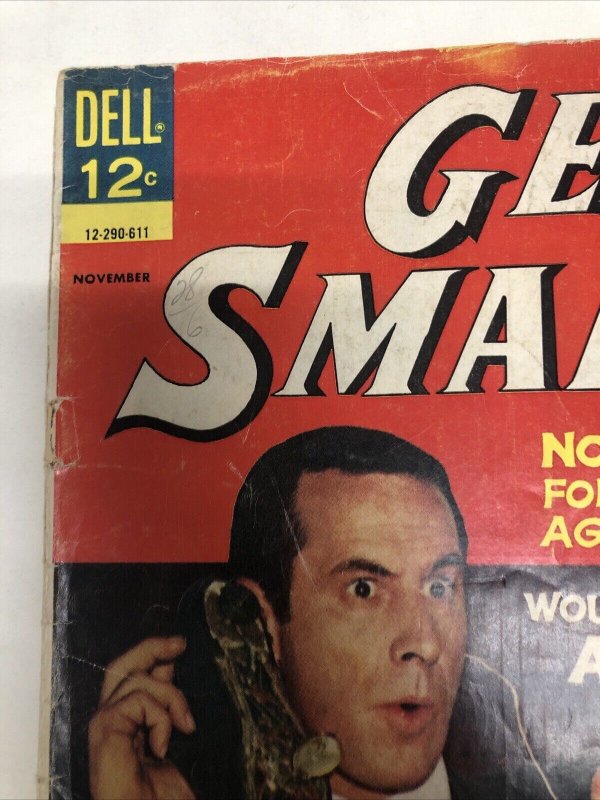 DELL®
12c
12-290-611
NOVEMBER
28
6
GE
SMA
NO
FO
AG
WOU
A